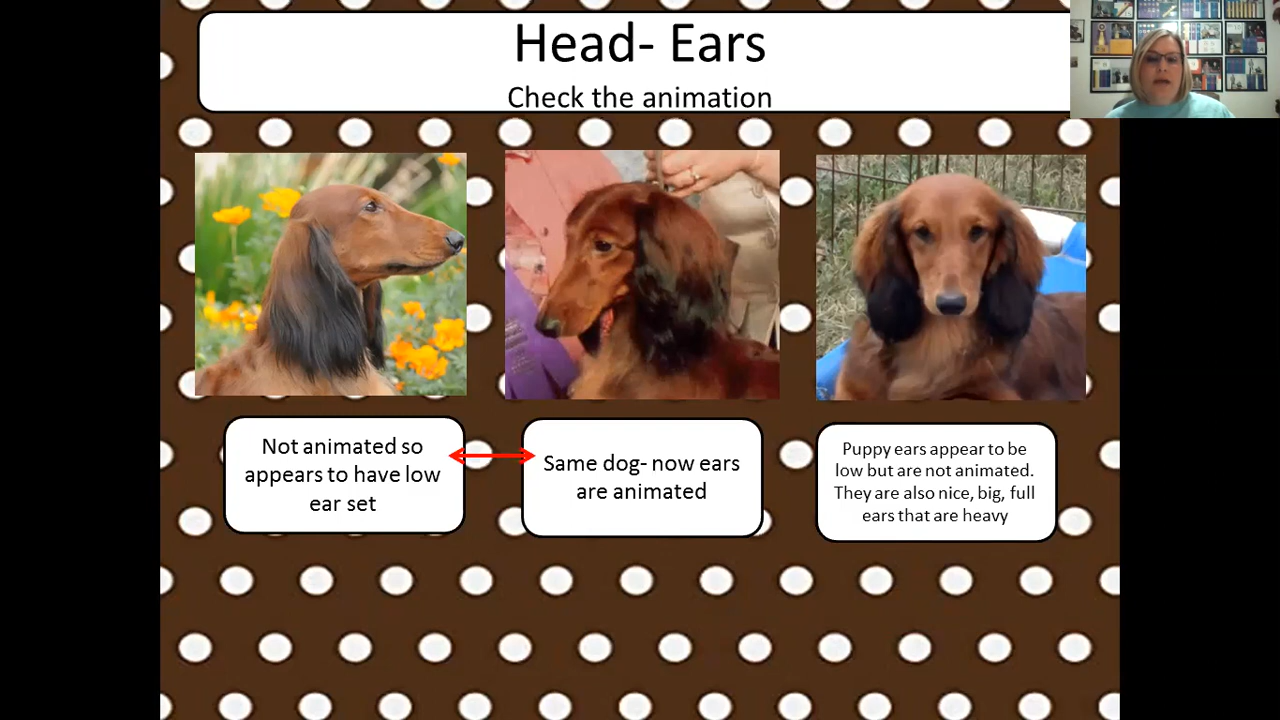 Head- Ears
Check the animation
Not animated so
appears to have low
ear set
Same dog- now ears
are animated
Puppy ears appear to be
low but are not animated.
They are also nice, big, full
ears that are heavy